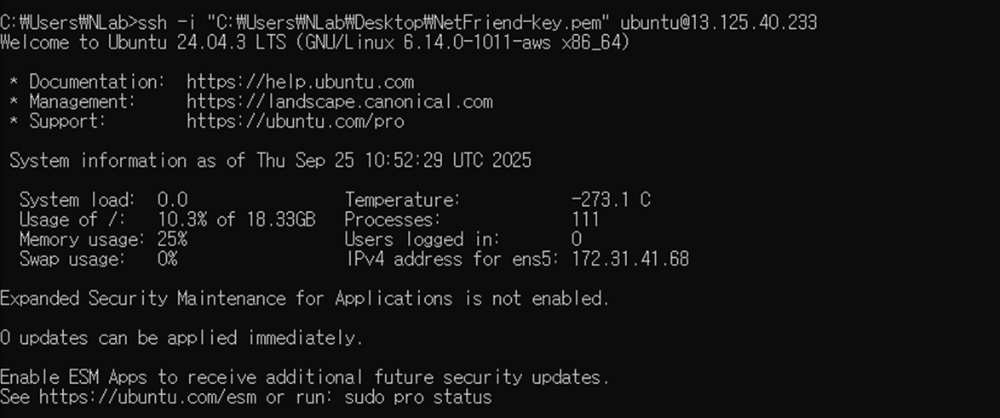 C:₩Users₩NLab>ssh -i "C:₩Users₩NLab₩Desktop₩NetFriend-key.pem" ubuntu@13.125.40.233
Welcome to Ubuntu 24.04.3 LTS (GNU/Linux 6.14.0-1011-aws x86_64)
* Documentation: https://help.ubuntu.com
* Management: https://landscape.canonical.com
* Support: https://ubuntu.com/pro
System information as of Thu Sep 25 10:52:29 UTC 2025
System load: 0.0 Temperature: -273.1 C
Usage of /: 10.3% of 18.33GB Processes: 111
Memory usage: 25% Users logged in: 0
Swap usage: 0% IPv4 address for ens5: 172.31.41.68
Expanded Security Maintenance for Applications is not enabled.
0 updates can be applied immediately.
Enable ESM Apps to receive additional future security updates.
See https://ubuntu.com/esm or run: sudo pro status